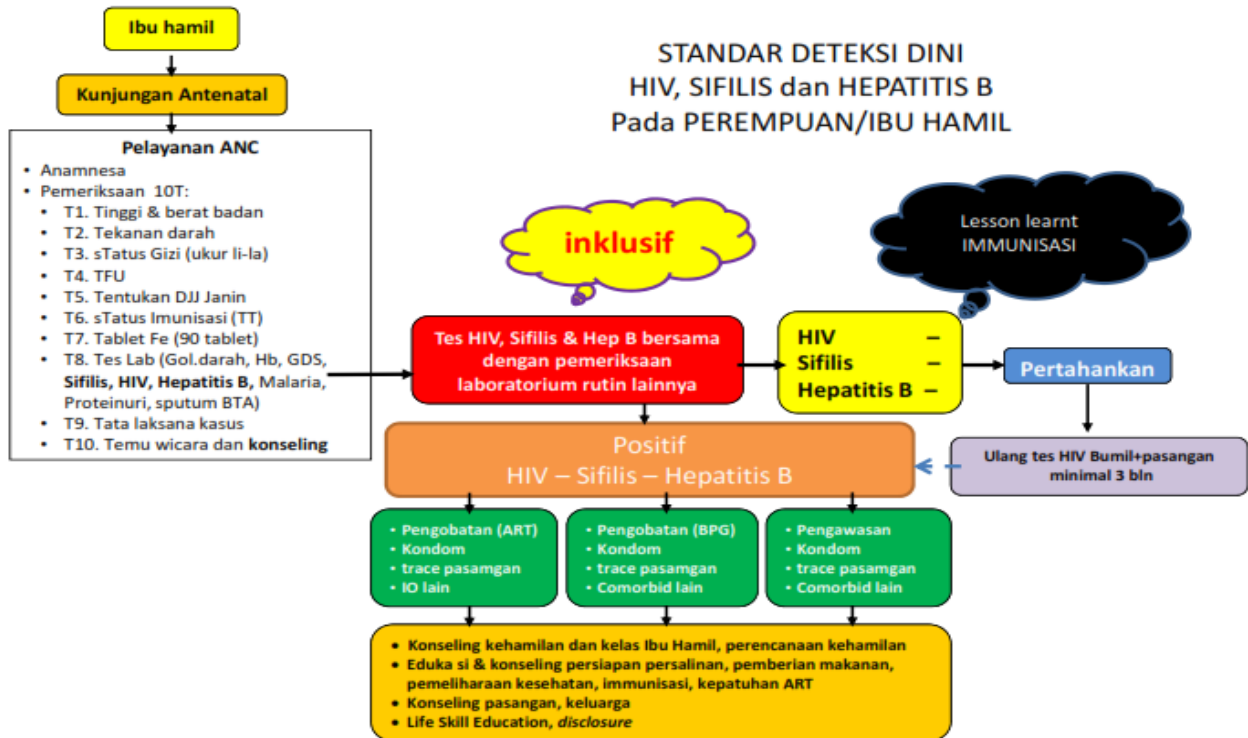 Ibu hamil
STANDAR DETEKSI DINI
HIV, SIFILIS dan HEPATITIS B
Pada PEREMPUAN/IBU HAMIL
Kunjungan Antenatal
Pelayanan ANC
• Anamnesa
• Pemeriksaan 10T:
• T1. Tinggi & berat badan
• T2. Tekanan darah
• T3. sTatus Gizi (ukur li-la)
• T4. TFU
• T5. Tentukan DJJ Janin
• T6. sTatus Imunisasi (TT)
• T7. Tablet Fe (90 tablet)
• T8. Tes Lab (Gol.darah, Hb, GDS,
Sifilis, HIV, Hepatitis B, Malaria,
Proteinuri, sputum BTA)
• T9. Tata laksana kasus
• T10. Temu wicara dan konseling
inklusif
Lesson learnt
IMMUNISASI
Tes HIV, Sifilis & Hep B bersama
dengan pemeriksaan
laboratorium rutin lainnya
HIV –
Sifilis –
Hepatitis B –
Pertahankan
Ulang tes HIV Bumil+pasangan
minimal 3 bln
Positif
HIV – Sifilis – Hepatitis B
• Pengobatan (ART)
• Kondom
• trace pasamgan
• IO lain
• Pengobatan (BPG)
• Kondom
• trace pasamgan
• Comorbid lain
• Pengawasan
• Kondom
• trace pasamgan
• Comorbid lain
• Konseling kehamilan dan kelas Ibu Hamil, perencanaan kehamilan
• Eduka si & konseling persiapan persalinan, pemberian makanan,
pemeliharaan kesehatan, immunisasi, kepatuhan ART
• Konseling pasangan, keluarga
• Life Skill Education, disclosure